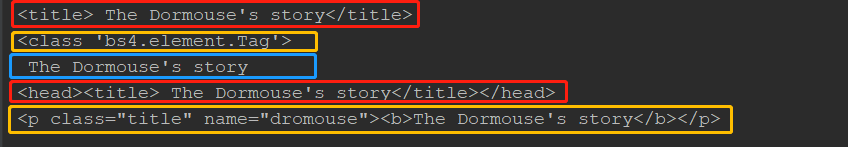 <title> The Dormouse's story</title>
<class 'bs4.element.Tag'>
The Dormouse's story
<head><title> The Dormouse's story</title></head>
<p class="title" name="dromouse"><b>The Dormouse's story</b></p>